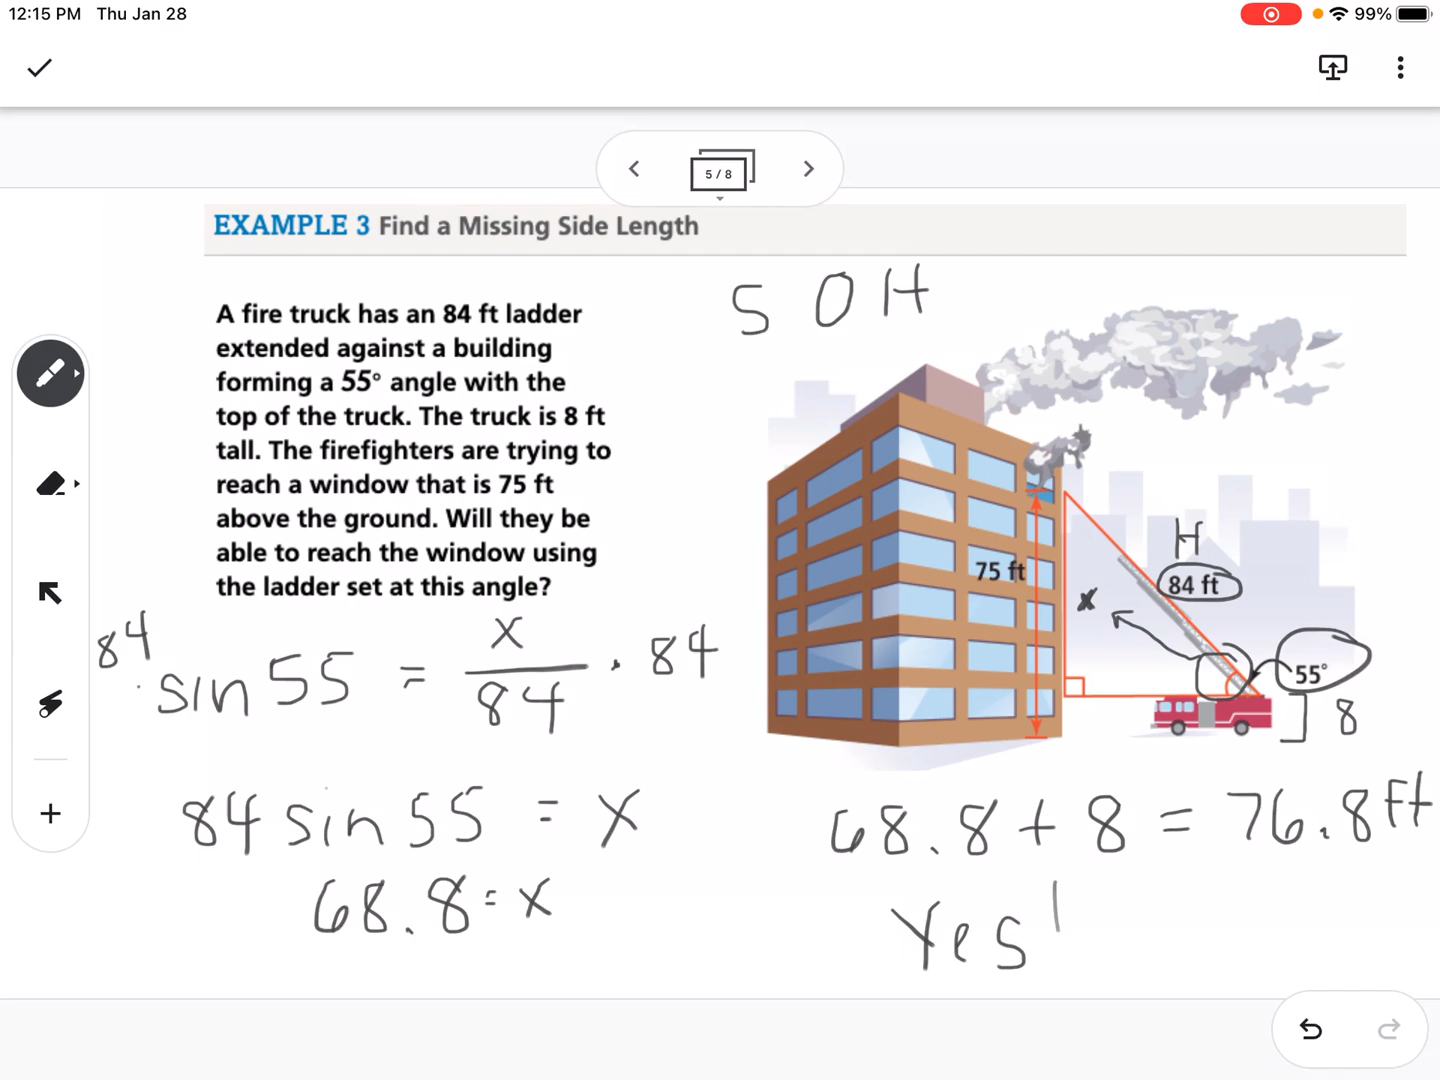 12:15 PM Thu Jan 28
99%
5 / 8
EXAMPLE 3 Find a Missing Side Length
S O H
A fire truck has an 84 ft ladder
extended against a building
forming a 55° angle with the
top of the truck. The truck is 8 ft
tall. The firefighters are trying to
reach a window that is 75 ft
above the ground. Will they be
able to reach the window using
the ladder set at this angle?
H
75 ft
84 ft
x
55°
8
84 · sin 55 = x/84 · 84
84 sin 55 = x
68.8 = x
68.8 + 8 = 76.8 Ft
Yes